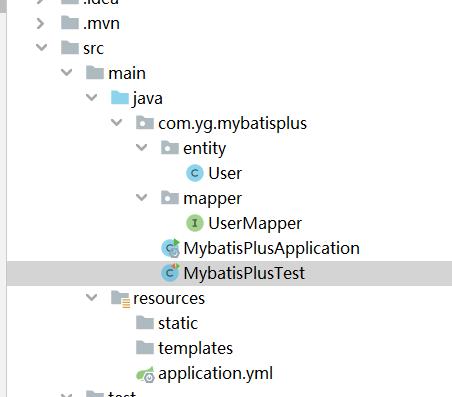 .idea
.mvn
src
main
java
com.yg.mybatisplus
entity
C User
mapper
I UserMapper
MybatisPlusApplication
C MybatisPlusTest
resources
static
templates
application.yml
test